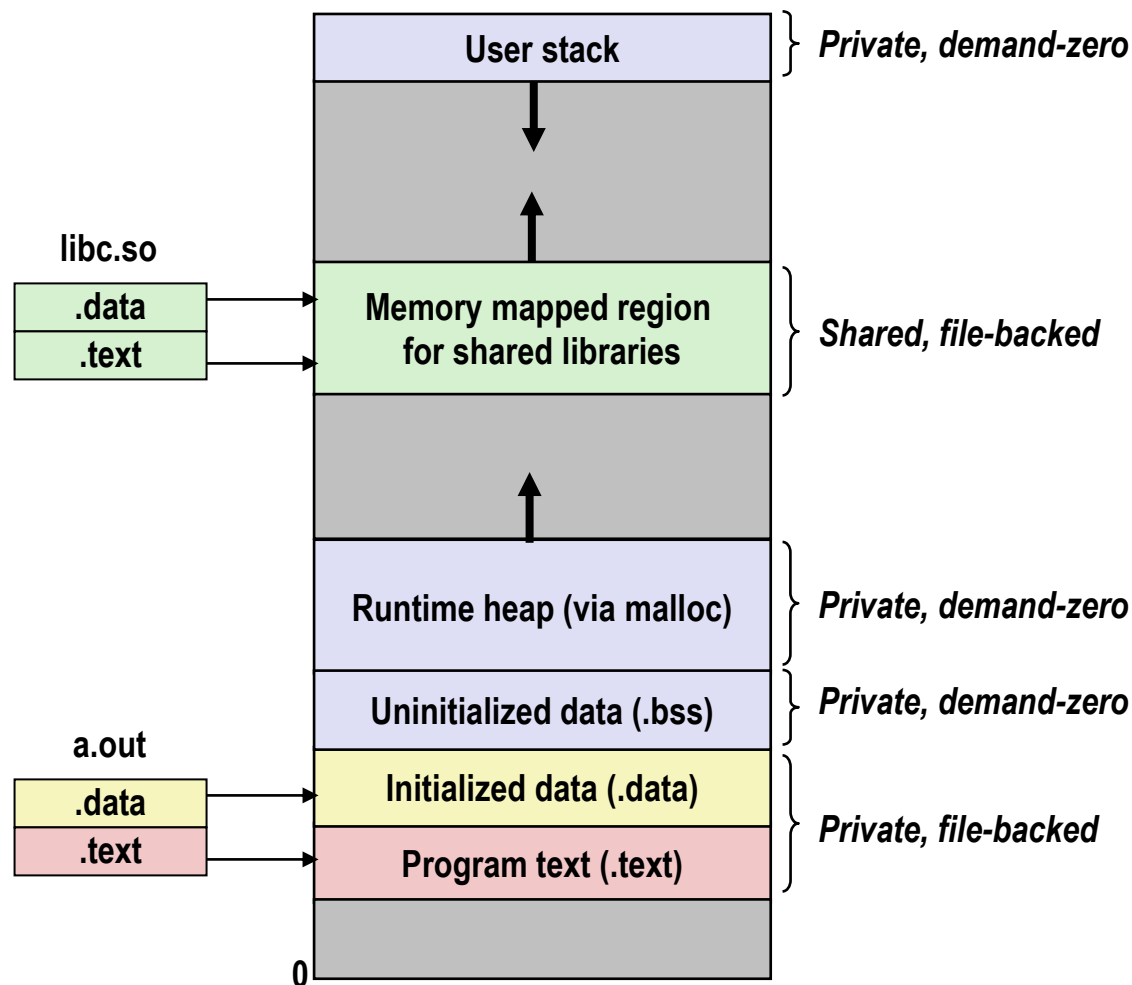 User stack
Private, demand-zero
libc.so
.data
.text
Memory mapped region
for shared libraries
Shared, file-backed
Runtime heap (via malloc)
Private, demand-zero
Uninitialized data (.bss)
Private, demand-zero
a.out
.data
.text
Initialized data (.data)
Program text (.text)
Private, file-backed
0